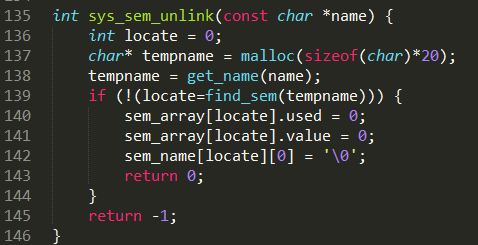 135 int sys_sem_unlink(const char *name) {
136     int locate = 0;
137     char* tempname = malloc(sizeof(char)*20);
138     tempname = get_name(name);
139     if (!(locate=find_sem(tempname))) {
140         sem_array[locate].used = 0;
141         sem_array[locate].value = 0;
142         sem_name[locate][0] = '\0';
143         return 0;
144     }
145     return -1;
146 }